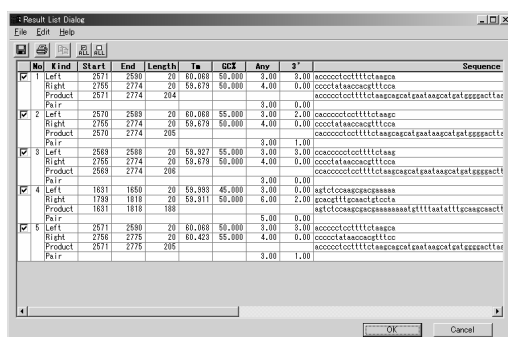 Result List Dialog
File Edit Help
ALL ALL
No Kind Start End Length Tm GC% Any 3' Sequence
1 Left 2571 2590 20 60.068 50.000 3.00 3.00 accccctccttttctaagca
Right 2755 2774 20 59.679 50.000 4.00 0.00 cccctataaccacgtttcca
Product 2571 2774 204 accccctccttttctaagcagcatgaataagcatgatggggactta
Pair 3.00 0.00
2 Left 2570 2589 20 60.068 55.000 3.00 2.00 caccccctccttttctaagc
Right 2755 2774 20 59.679 50.000 4.00 0.00 cccctataaccacgtttcca
Product 2570 2774 205 caccccctccttttctaagcagcatgaataagcatgatggggactt
Pair 3.00 1.00
3 Left 2569 2588 20 59.927 55.000 3.00 3.00 ccaccccctccttttctaag
Right 2755 2774 20 59.679 50.000 4.00 0.00 cccctataaccacgtttcca
Product 2569 2774 206 ccaccccctccttttctaagcagcatgaataagcatgatggggact
Pair 3.00 0.00
4 Left 1631 1650 20 59.993 45.000 3.00 0.00 agtctccaagcgacgaaaaa
Right 1799 1818 20 59.911 50.000 6.00 2.00 gcacgtttgcaactgtccta
Product 1631 1818 188
Pair 5.00 0.00
5 Left 2571 2590 20 60.068 50.000 3.00 3.00 accccctccttttctaagca
Right 2756 2775 20 60.423 55.000 4.00 0.00 ccccctataaccacgtttcc
Product 2571 2775 205 accccctccttttctaagcagcatgaataagcatgatggggactta
Pair 3.00 1.00
OK Cancel